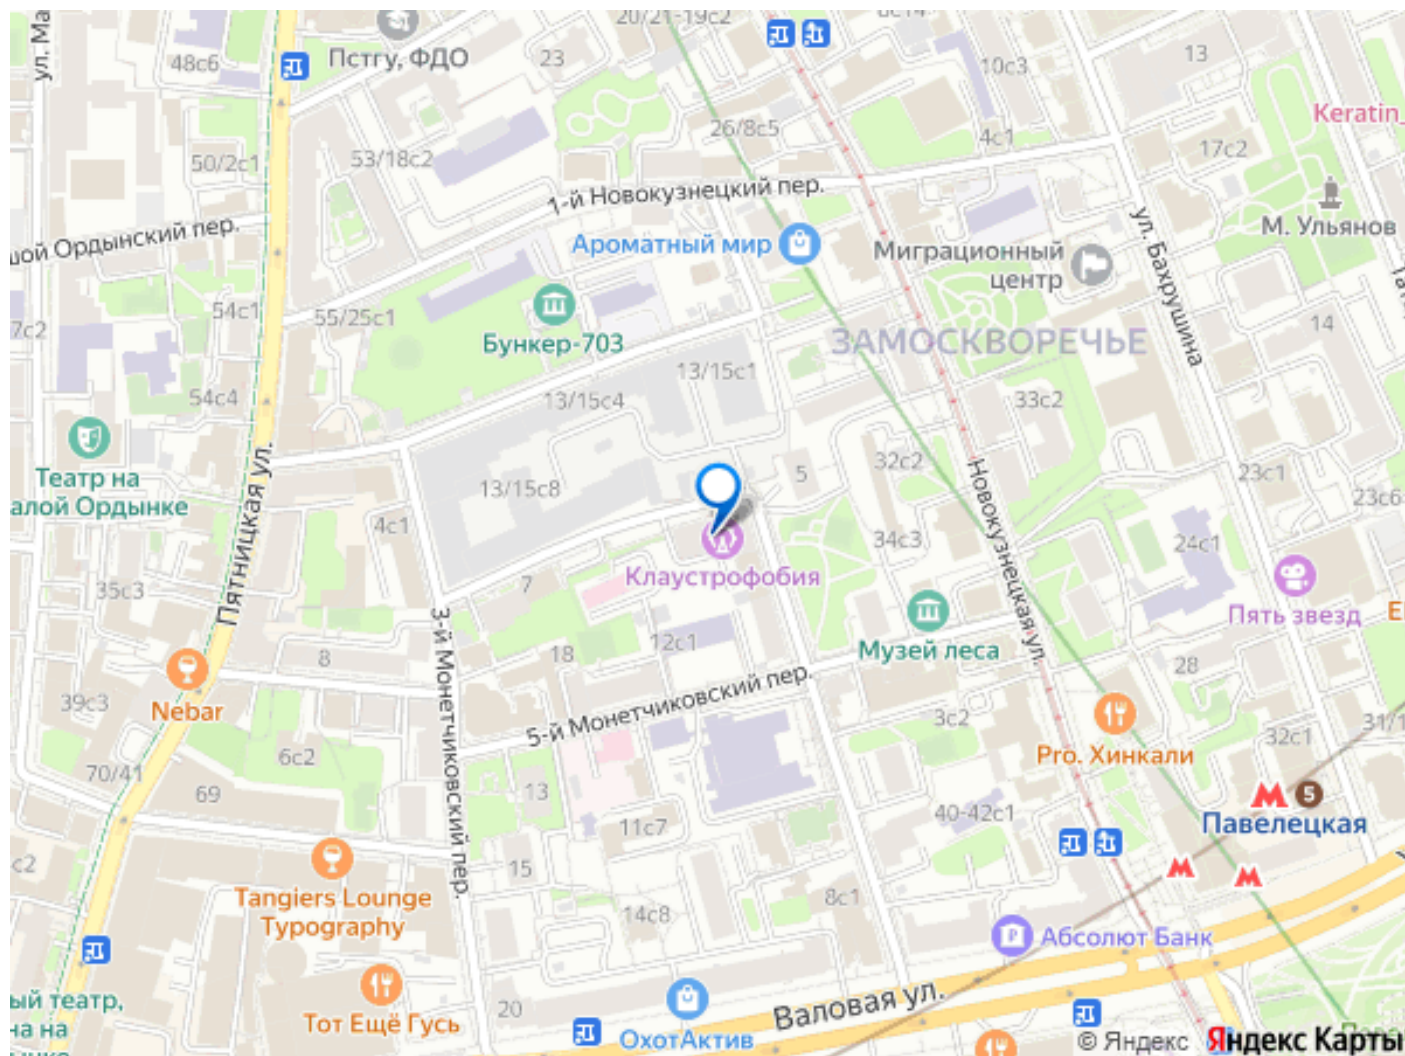 20/21-19с2
48с6
Пстгу, ФДО
23
10с3
13
Keratin_
26/8с5
4с1
17с2
50/2с1
53/18с2
1-й Новокузнецкий пер.
М. Ульянов
шой Ордынский пер.
Ароматный мир
Миграционный
центр
ул. Бахрушина
7с2
54с1
55/25с1
Бункер-703
ЗАМОСКВОРЕЧЬЕ
14
54с4
13/15с4
13/15с1
33с2
Театр на
алой Ордынке
Пятницкая ул.
13/15с8
5
32с2
Новокузнецкая ул.
23с1
23с6
4с1
34с3
24с1
35с3
7
Клаустрофобия
Музей леса
Пять звезд
3-й Монетчиковский пер.
8
18
12с1
28
39с3
Nebar
5-й Монетчиковский пер.
3с2
31/1
32с1
6с2
Pro. Хинкали
70/41
69
13
11с7
40-42с1
5
Павелецкая
с2
15
Tangiers Lounge
Typography
14с8
8с1
Абсолют Банк
ый театр,
на на
20
Тот Ещё Гусь
ОхотАктив
Валовая ул.
© Яндекс
Яндекс Карты